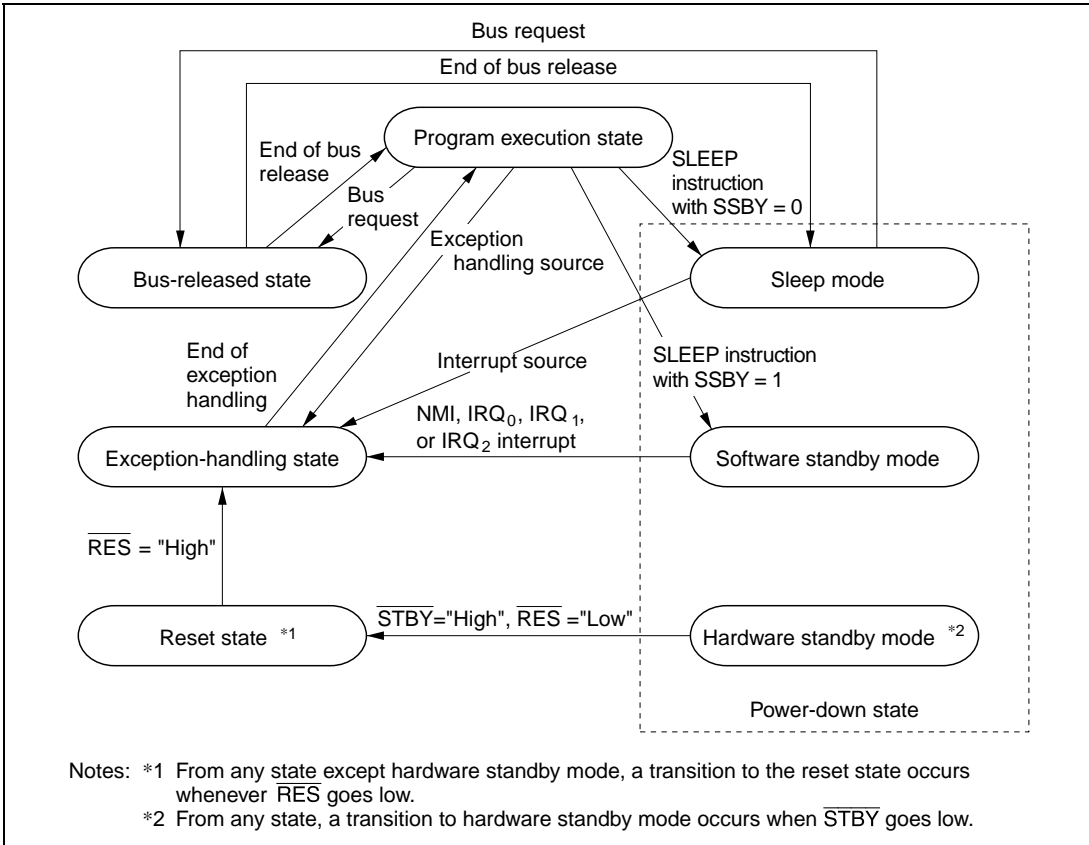 Bus request
End of bus release
Program execution state
End of bus
release
Bus
request
SLEEP
instruction
with SSBY = 0
Exception
handling source
Bus-released state
Sleep mode
End of
exception
handling
Interrupt source
SLEEP instruction
with SSBY = 1
NMI, IRQ0, IRQ1,
or IRQ2 interrupt
Exception-handling state
Software standby mode
RES = "High"
STBY="High", RES ="Low"
Reset state *1
Hardware standby mode *2
Power-down state
Notes: *1 From any state except hardware standby mode, a transition to the reset state occurs
whenever RES goes low.
*2 From any state, a transition to hardware standby mode occurs when STBY goes low.